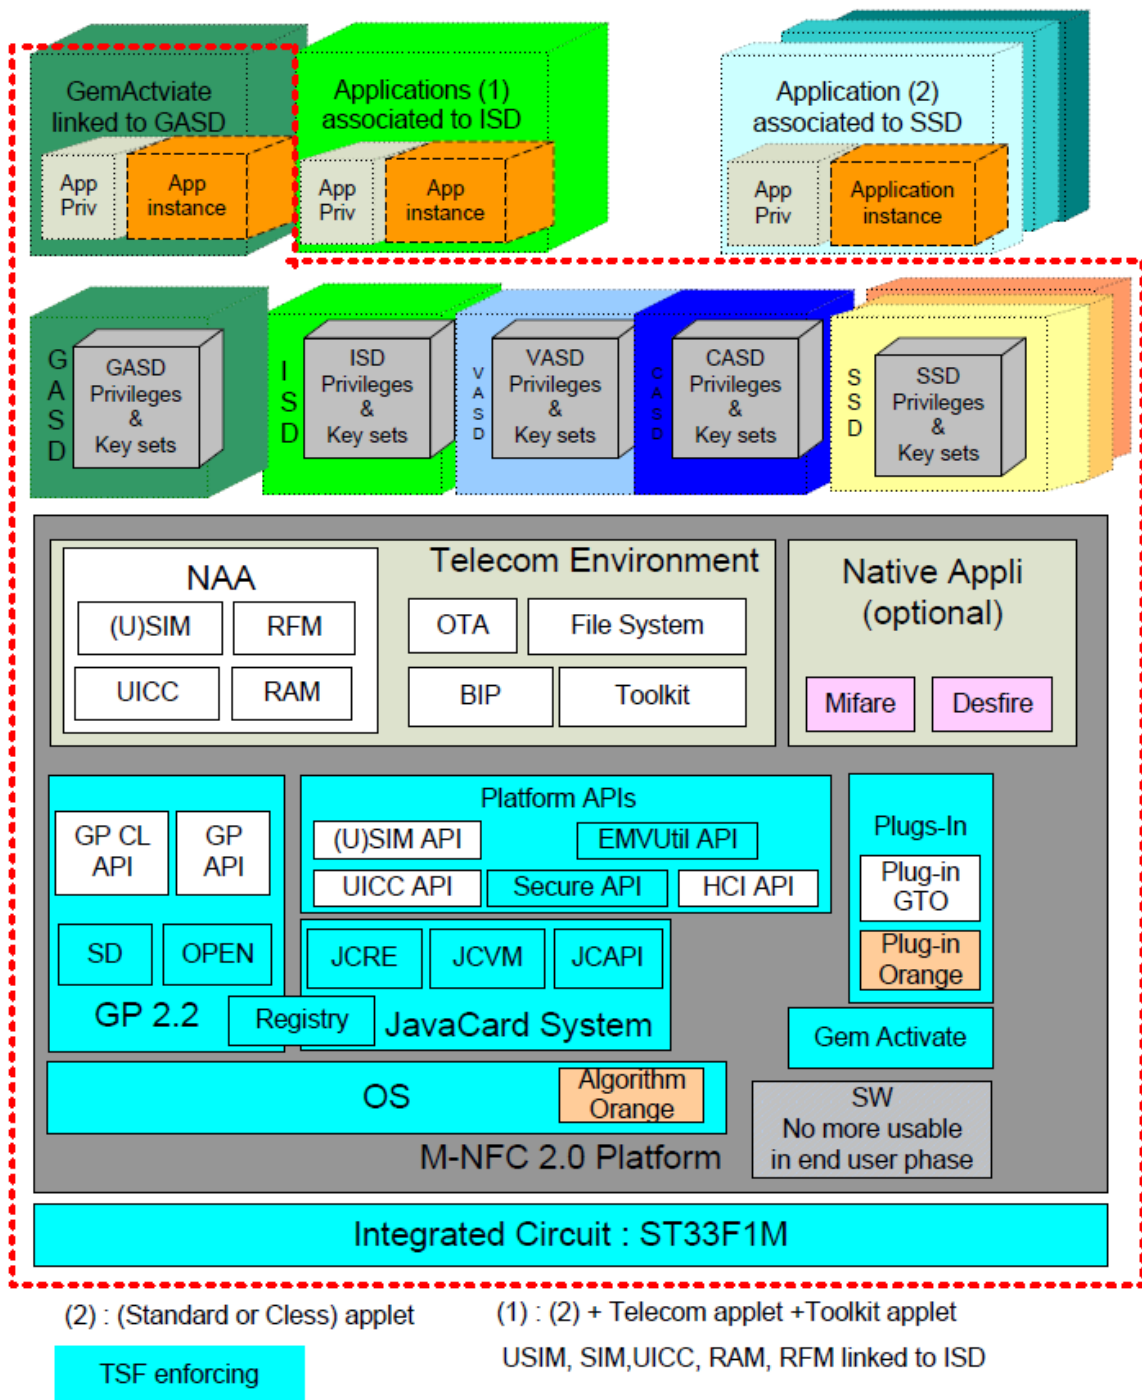 GemActviate
linked to GASD
App
Priv
App
instance
Applications (1)
associated to ISD
App
Priv
App
instance
Application (2)
associated to SSD
App
Priv
Application
instance
G
A
S
D
GASD
Privileges
&
Key sets
I
S
D
ISD
Privileges
&
Key sets
V
A
S
D
VASD
Privileges
&
Key sets
C
A
S
D
CASD
Privileges
&
Key sets
S
S
D
SSD
Privileges
&
Key sets
NAA
(U)SIM
RFM
UICC
RAM
Telecom Environment
OTA
File System
BIP
Toolkit
Native Appli
(optional)
Mifare
Desfire
GP CL
API
GP
API
SD
OPEN
GP 2.2
Registry
Platform APIs
(U)SIM API
EMVUtil API
UICC API
Secure API
HCI API
JCRE
JCVM
JCAPI
JavaCard System
Plugs-In
Plug-in
GTO
Plug-in
Orange
Gem Activate
OS
Algorithm
Orange
SW
No more usable
in end user phase
M-NFC 2.0 Platform
Integrated Circuit : ST33F1M
(2) : (Standard or Cless) applet
(1) : (2) + Telecom applet +Toolkit applet
USIM, SIM,UICC, RAM, RFM linked to ISD
TSF enforcing